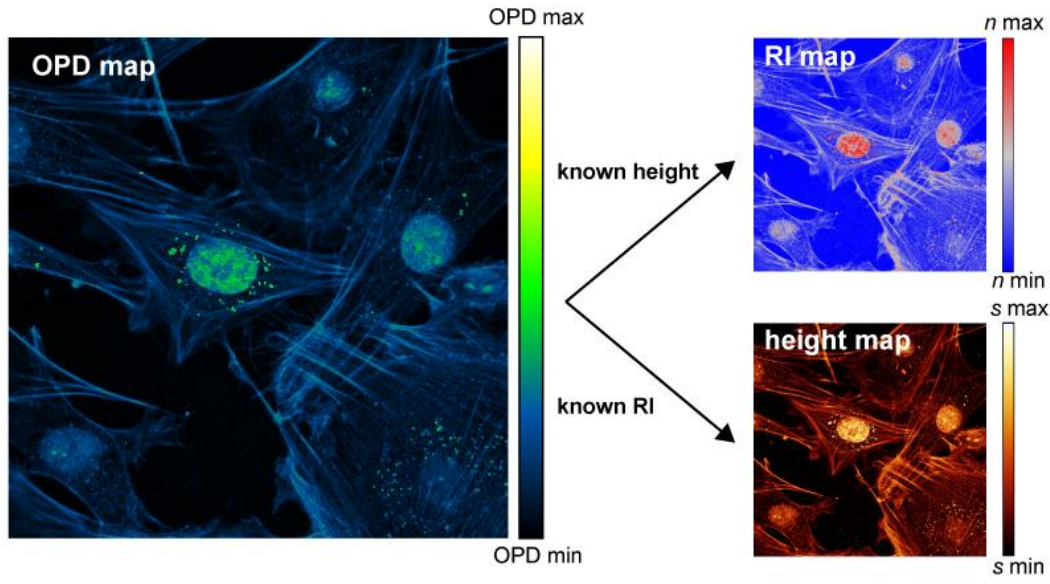 OPD max
OPD map
known height
known RI
OPD min
n max
RI map
n min
s max
height map
s min